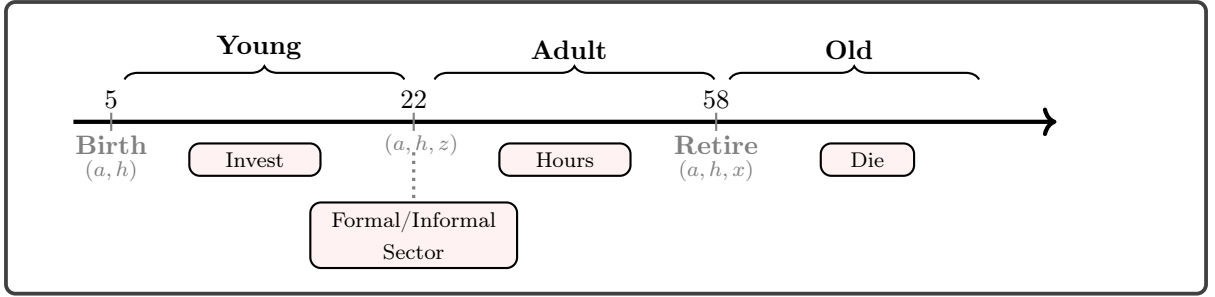 Young Adult Old
5 22 58
Birth (a, h, z) Retire
(a, h) Invest Hours (a, h, x) Die
Formal/Informal
Sector